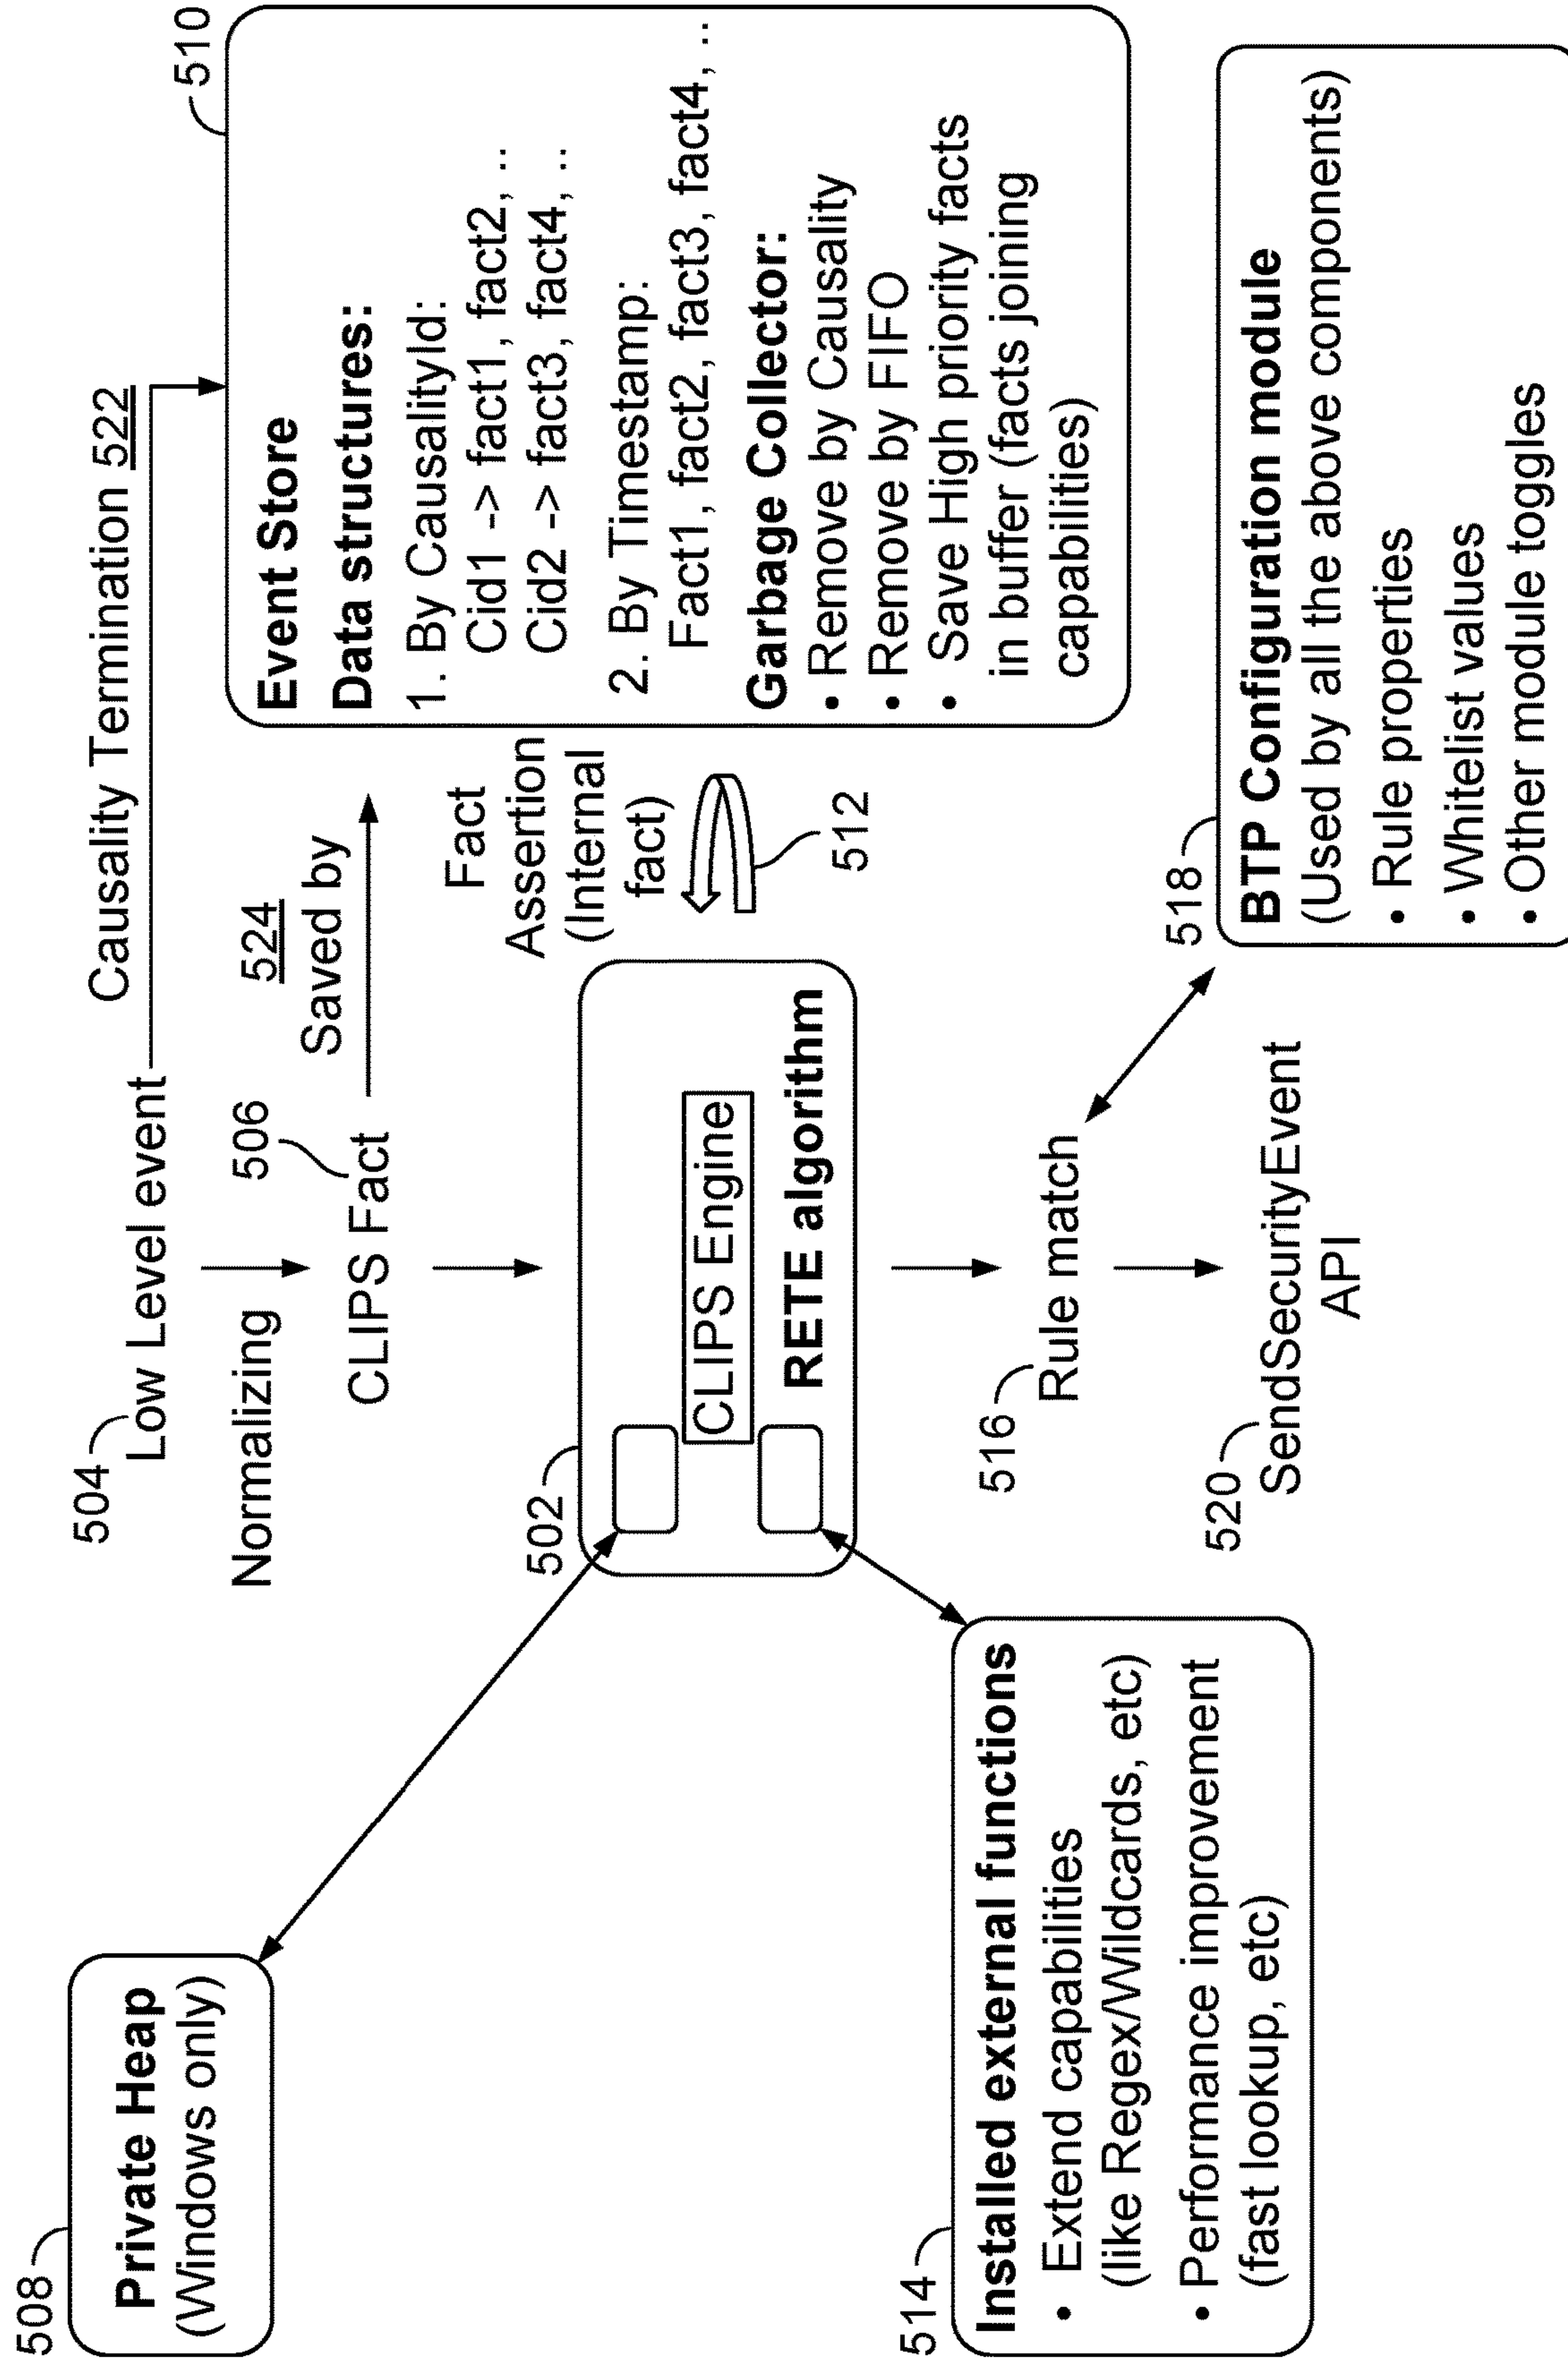 508
Private Heap
(Windows only)
504
Low Level event
Causality Termination 522
Normalizing
506
CLIPS Fact
524
Saved by
510
Event Store
Data structures:
1. By CausalityId:
Cid1 -> fact1, fact2, ..
Cid2 -> fact3, fact4, ..
2. By Timestamp:
Fact1, fact2, fact3, fact4, ..
Garbage Collector:
• Remove by Causality
• Remove by FIFO
• Save High priority facts
in buffer (facts joining
capabilities)
Fact
Assertion
(Internal
fact)
512
502
CLIPS Engine
RETE algorithm
514
Installed external functions
• Extend capabilities
(like Regex/Wildcards, etc)
• Performance improvement
(fast lookup, etc)
516
Rule match
520
SendSecurityEvent
API
518
BTP Configuration module
(Used by all the above components)
• Rule properties
• Whitelist values
• Other module toggles